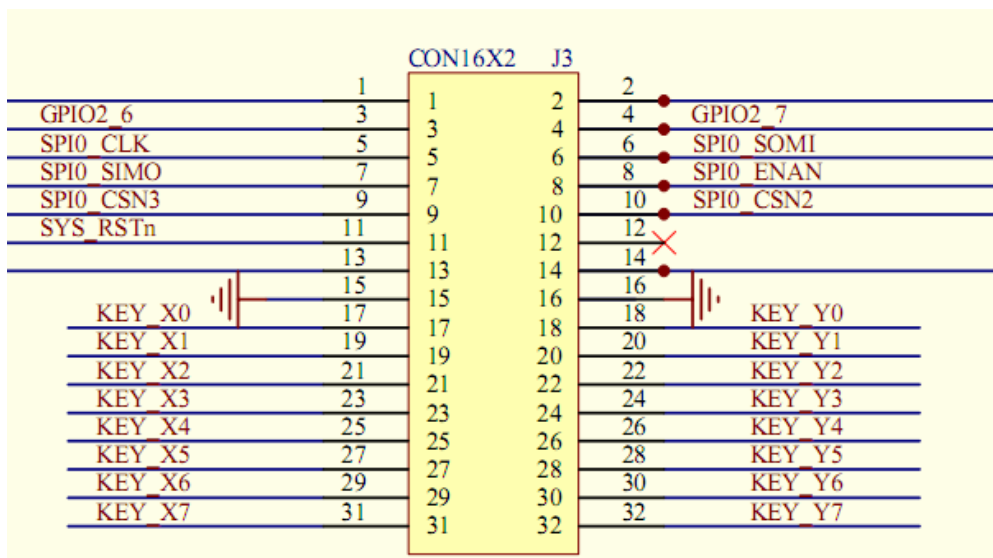 CON16X2 J3
1 1 2 2
GPIO2_6 3 3 4 4 GPIO2_7
SPI0_CLK 5 5 6 6 SPI0_SOMI
SPI0_SIMO 7 7 8 8 SPI0_ENAN
SPI0_CSN3 9 9 10 10 SPI0_CSN2
SYS_RSTn 11 11 12 12
13 13 14 14
15 15 16 16
KEY_X0 17 17 18 18 KEY_Y0
KEY_X1 19 19 20 20 KEY_Y1
KEY_X2 21 21 22 22 KEY_Y2
KEY_X3 23 23 24 24 KEY_Y3
KEY_X4 25 25 26 26 KEY_Y4
KEY_X5 27 27 28 28 KEY_Y5
KEY_X6 29 29 30 30 KEY_Y6
KEY_X7 31 31 32 32 KEY_Y7